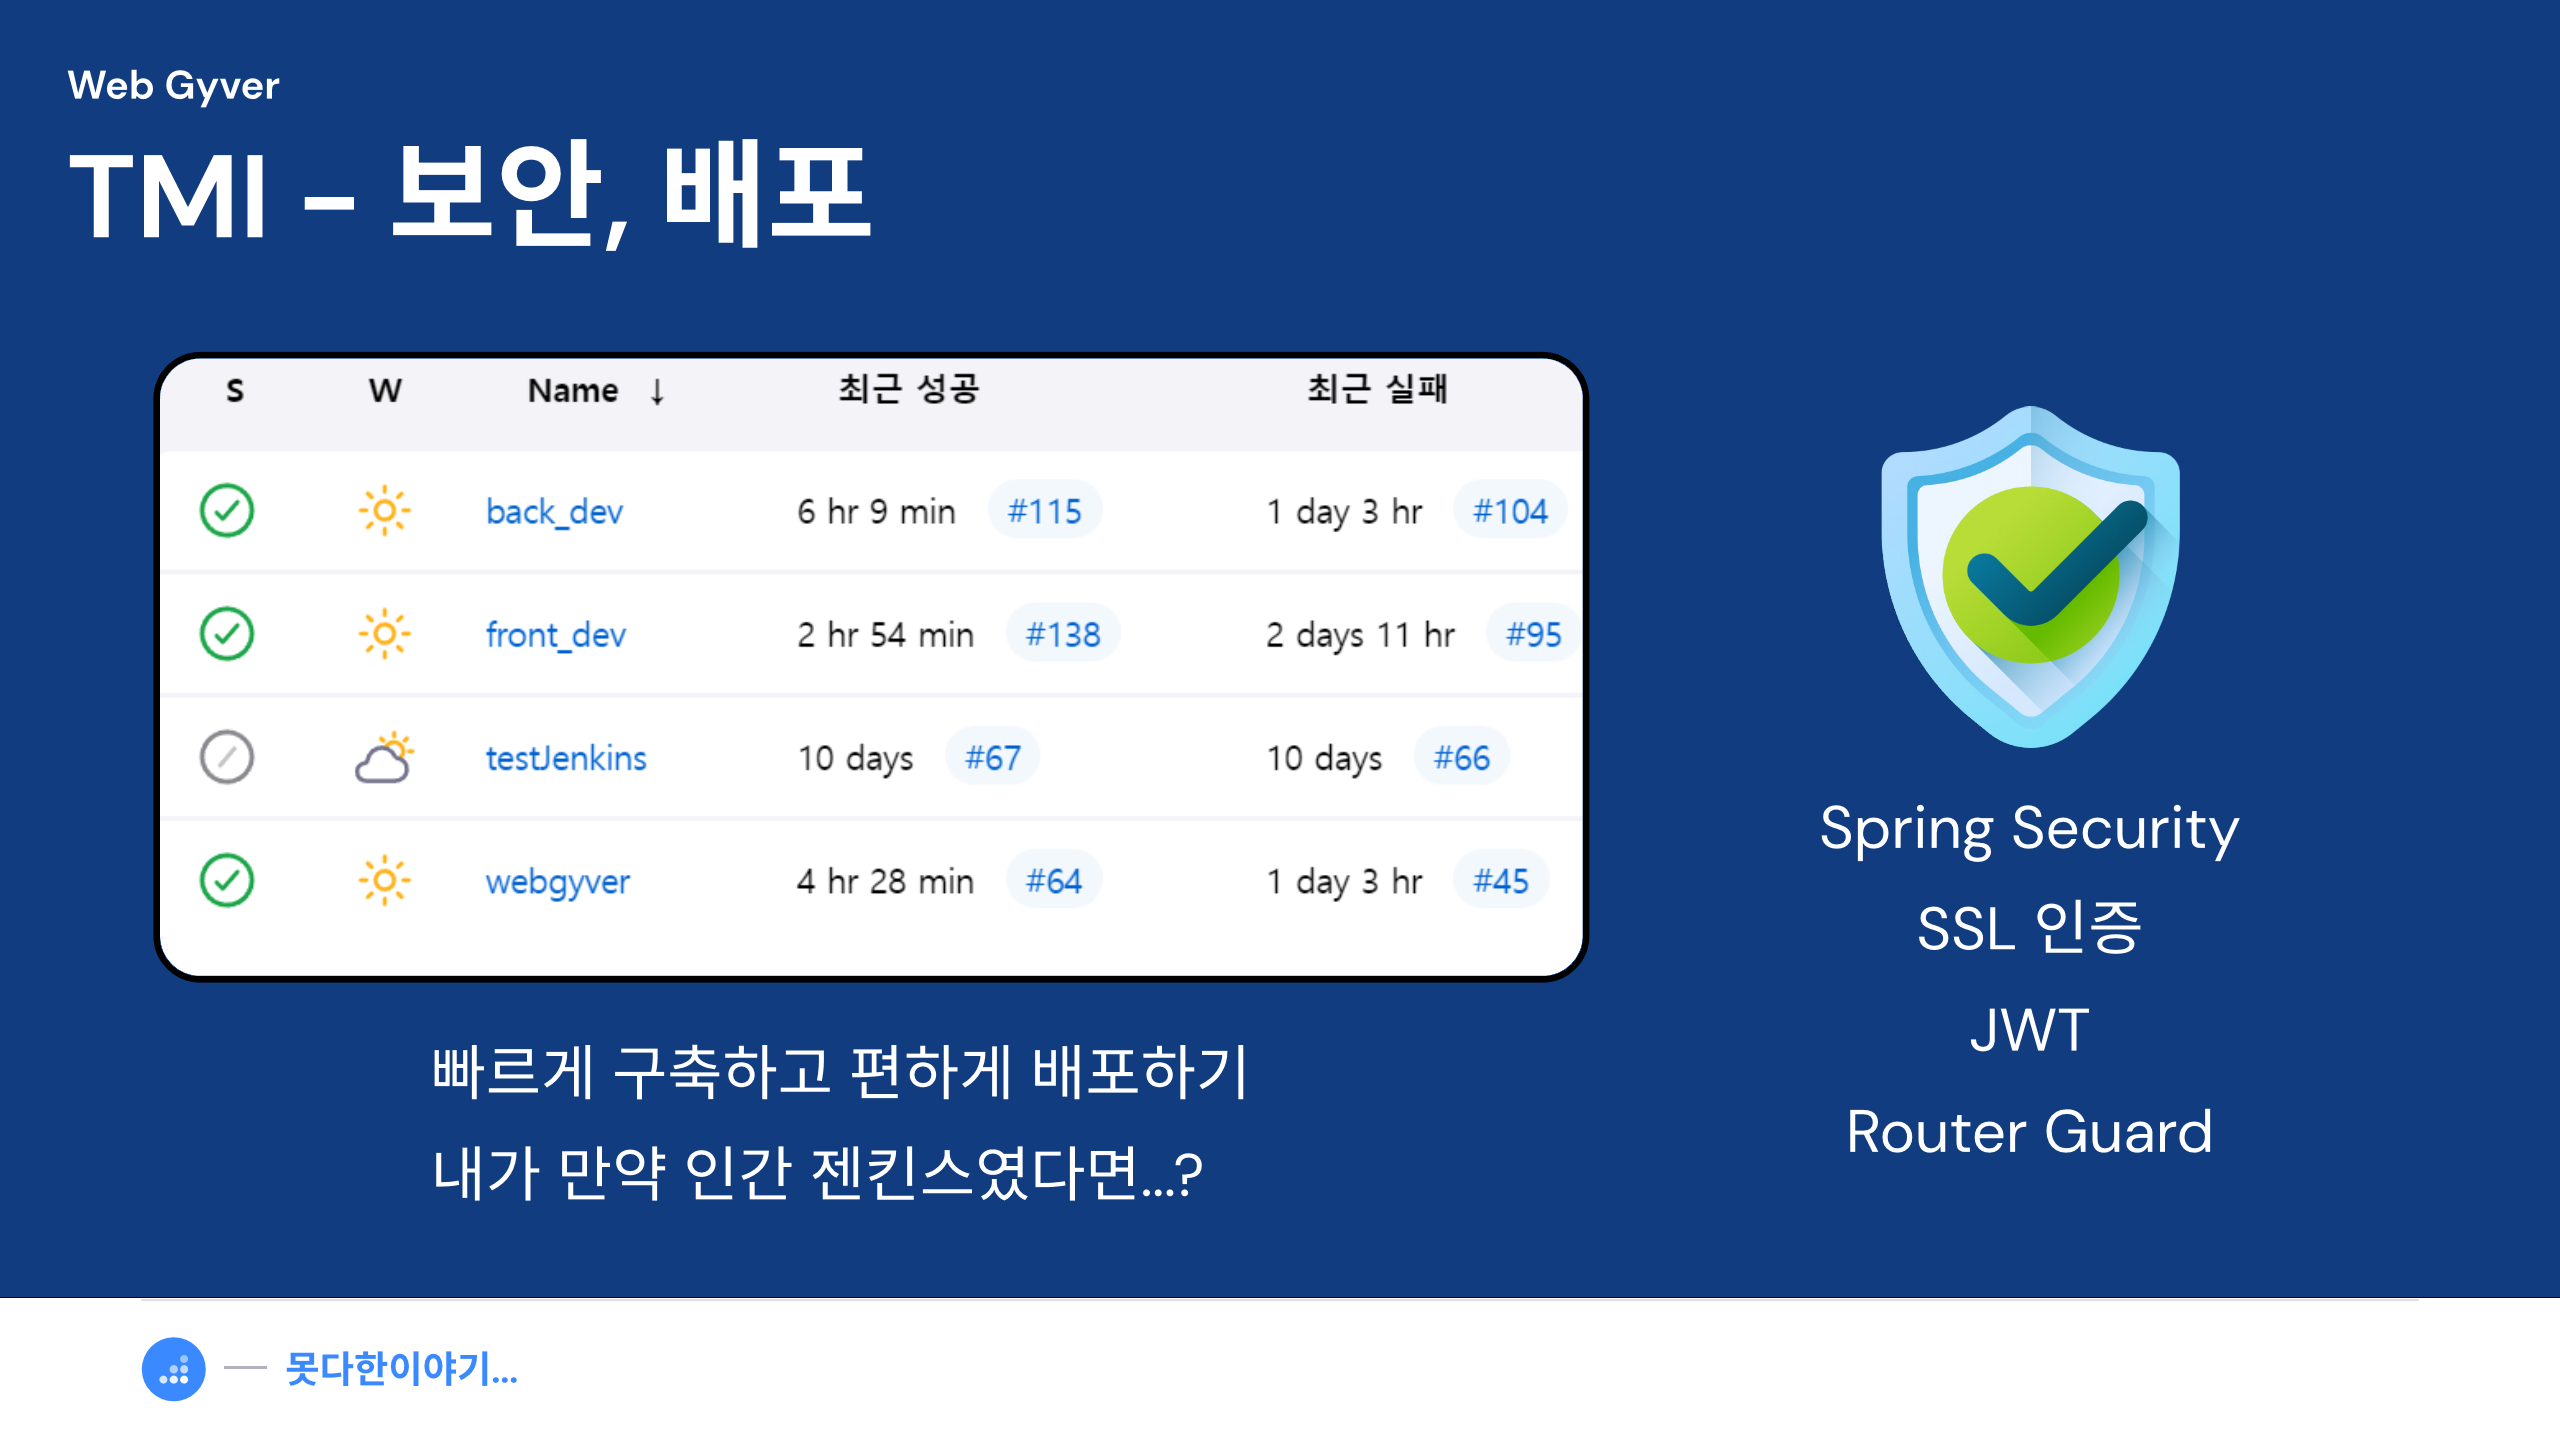 Web Gyver
TMI - 보안, 배포
S W Name ↓ 최근 성공 최근 실패
back_dev 6 hr 9 min #115 1 day 3 hr #104
front_dev 2 hr 54 min #138 2 days 11 hr #95
testJenkins 10 days #67 10 days #66
webgyver 4 hr 28 min #64 1 day 3 hr #45
빠르게 구축하고 편하게 배포하기
내가 만약 인간 젠킨스였다면...?
Spring Security
SSL 인증
JWT
Router Guard
못다한이야기...